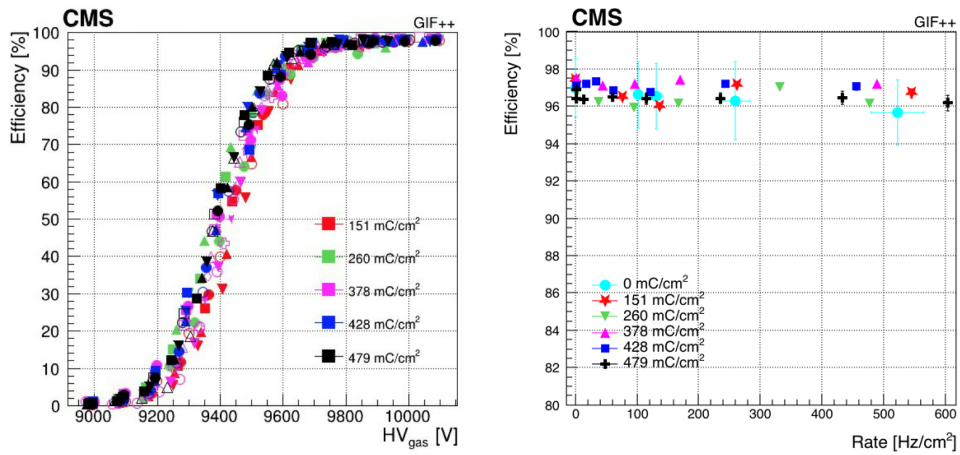 CMS
GIF++
Efficiency [%]
100
90
80
70
60
50
40
30
20
10
0
151 mC/cm²
260 mC/cm²
378 mC/cm²
428 mC/cm²
479 mC/cm²
9000 9200 9400 9600 9800 10000
HVgas [V]
CMS
GIF++
Efficiency [%]
100
98
96
94
92
90
88
86
84
82
80
0 mC/cm²
151 mC/cm²
260 mC/cm²
378 mC/cm²
428 mC/cm²
479 mC/cm²
0 100 200 300 400 500 600
Rate [Hz/cm²]